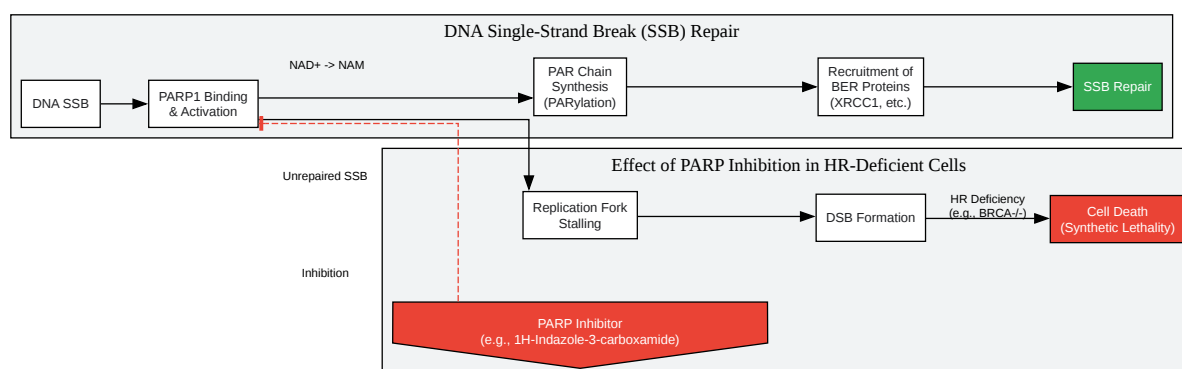 DNA Single-Strand Break (SSB) Repair
NAD+ -> NAM
DNA SSB
PARP1 Binding
& Activation
PAR Chain
Synthesis
(PARylation)
Recruitment of
BER Proteins
(XRCC1, etc.)
SSB Repair
Effect of PARP Inhibition in HR-Deficient Cells
Unrepaired SSB
Replication Fork
Stalling
DSB Formation
HR Deficiency
(e.g., BRCA-/-)
Cell Death
(Synthetic Lethality)
Inhibition
PARP Inhibitor
(e.g., 1H-Indazole-3-carboxamide)